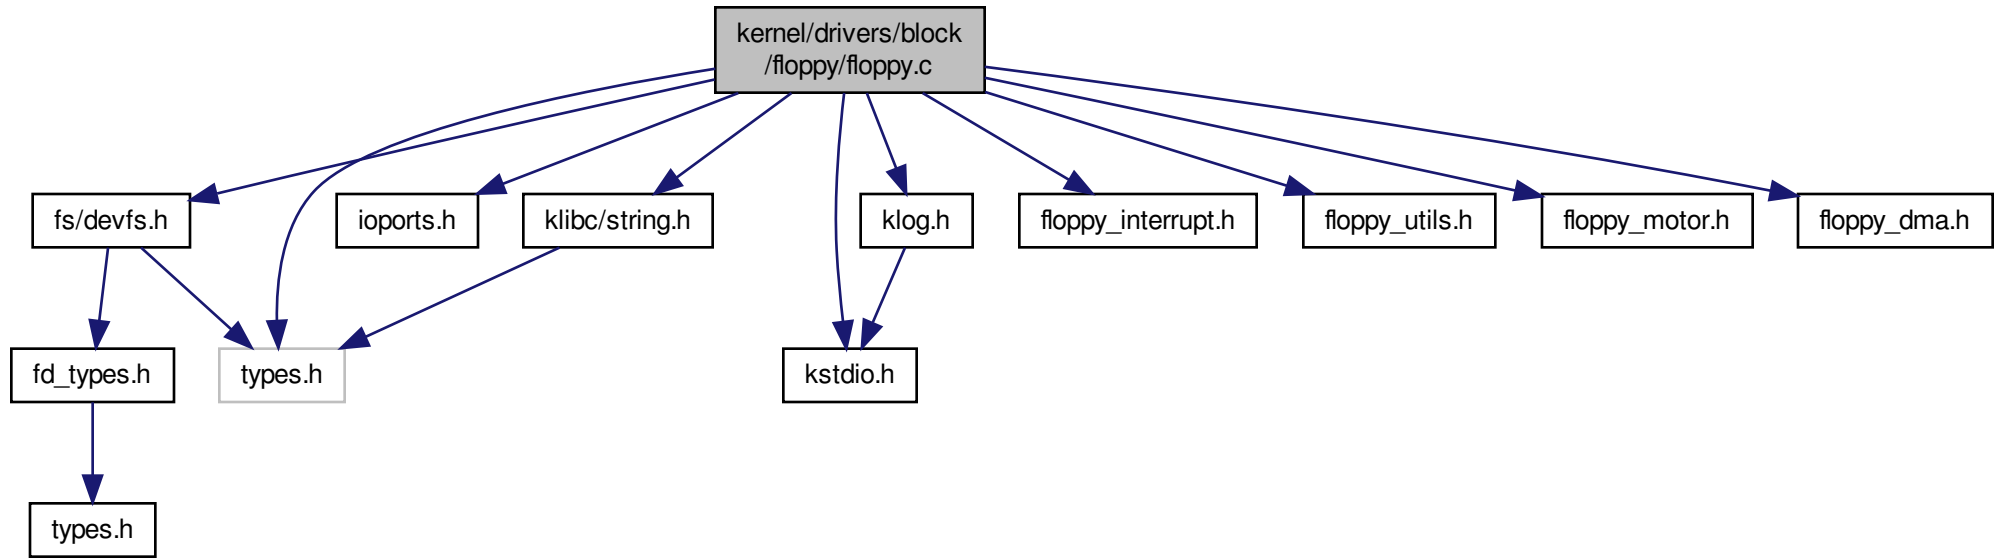 kernel/drivers/block
/floppy/floppy.c
fs/devfs.h
ioports.h
klibc/string.h
klog.h
floppy_interrupt.h
floppy_utils.h
floppy_motor.h
floppy_dma.h
fd_types.h
types.h
kstdio.h
types.h